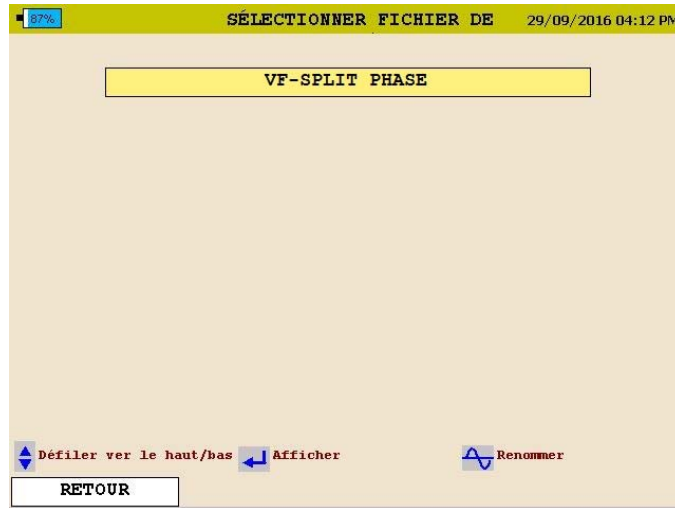 87%
SÉLECTIONNER FICHIER DE
29/09/2016 04:12 PM
VF-SPLIT PHASE
Défiler ver le haut/bas
Afficher
Renommer
RETOUR